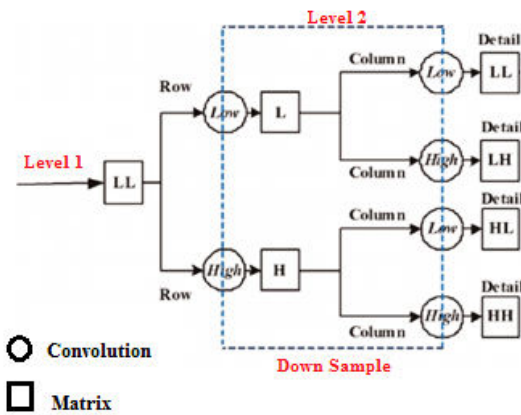 Level 2
Detail
Column
Low
LL
Row
Low
L
Detail
Level 1
LL
High
LH
Column
Detail
Column
Low
HL
High
H
Row
Detail
High
HH
Column
Convolution
Down Sample
Matrix